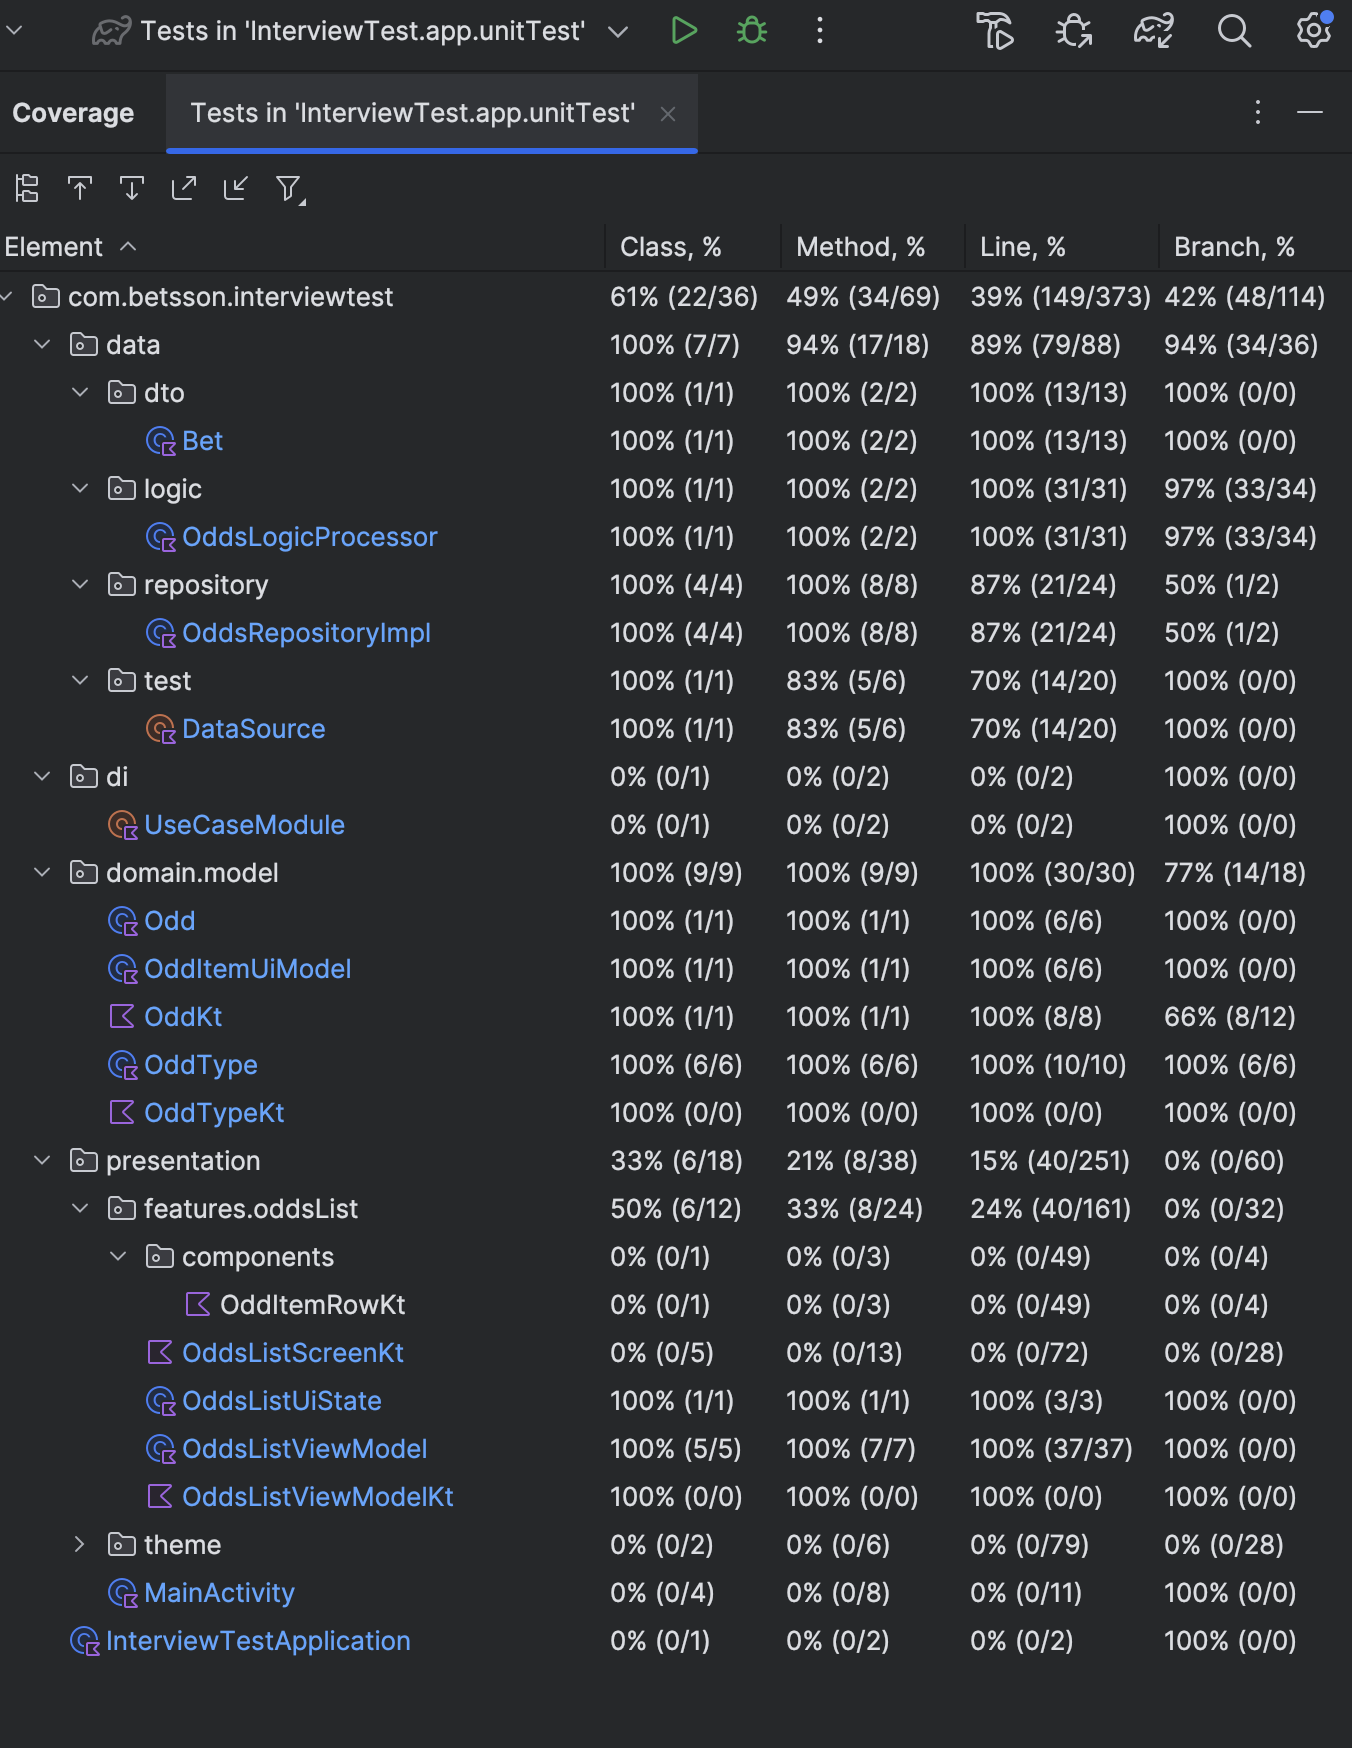 Tests in 'InterviewTest.app.unitTest'
Coverage Tests in 'InterviewTest.app.unitTest'
Element Class, % Method, % Line, % Branch, %
com.betsson.interviewtest 61% (22/36) 49% (34/69) 39% (149/373) 42% (48/114)
data 100% (7/7) 94% (17/18) 89% (79/88) 94% (34/36)
dto 100% (1/1) 100% (2/2) 100% (13/13) 100% (0/0)
Bet 100% (1/1) 100% (2/2) 100% (13/13) 100% (0/0)
logic 100% (1/1) 100% (2/2) 100% (31/31) 97% (33/34)
OddsLogicProcessor 100% (1/1) 100% (2/2) 100% (31/31) 97% (33/34)
repository 100% (4/4) 100% (8/8) 87% (21/24) 50% (1/2)
OddsRepositoryImpl 100% (4/4) 100% (8/8) 87% (21/24) 50% (1/2)
test 100% (1/1) 83% (5/6) 70% (14/20) 100% (0/0)
DataSource 100% (1/1) 83% (5/6) 70% (14/20) 100% (0/0)
di 0% (0/1) 0% (0/2) 0% (0/2) 100% (0/0)
UseCaseModule 0% (0/1) 0% (0/2) 0% (0/2) 100% (0/0)
domain.model 100% (9/9) 100% (9/9) 100% (30/30) 77% (14/18)
Odd 100% (1/1) 100% (1/1) 100% (6/6) 100% (0/0)
OddItemUiModel 100% (1/1) 100% (1/1) 100% (6/6) 100% (0/0)
OddKt 100% (1/1) 100% (1/1) 100% (8/8) 66% (8/12)
OddType 100% (6/6) 100% (6/6) 100% (10/10) 100% (6/6)
OddTypeKt 100% (0/0) 100% (0/0) 100% (0/0) 100% (0/0)
presentation 33% (6/18) 21% (8/38) 15% (40/251) 0% (0/60)
features.oddsList 50% (6/12) 33% (8/24) 24% (40/161) 0% (0/32)
components 0% (0/1) 0% (0/3) 0% (0/49) 0% (0/4)
OddItemRowKt 0% (0/1) 0% (0/3) 0% (0/49) 0% (0/4)
OddsListScreenKt 0% (0/5) 0% (0/13) 0% (0/72) 0% (0/28)
OddsListUiState 100% (1/1) 100% (1/1) 100% (3/3) 100% (0/0)
OddsListViewModel 100% (5/5) 100% (7/7) 100% (37/37) 100% (0/0)
OddsListViewModelKt 100% (0/0) 100% (0/0) 100% (0/0) 100% (0/0)
theme 0% (0/2) 0% (0/6) 0% (0/79) 0% (0/28)
MainActivity 0% (0/4) 0% (0/8) 0% (0/11) 100% (0/0)
InterviewTestApplication 0% (0/1) 0% (0/2) 0% (0/2) 100% (0/0)